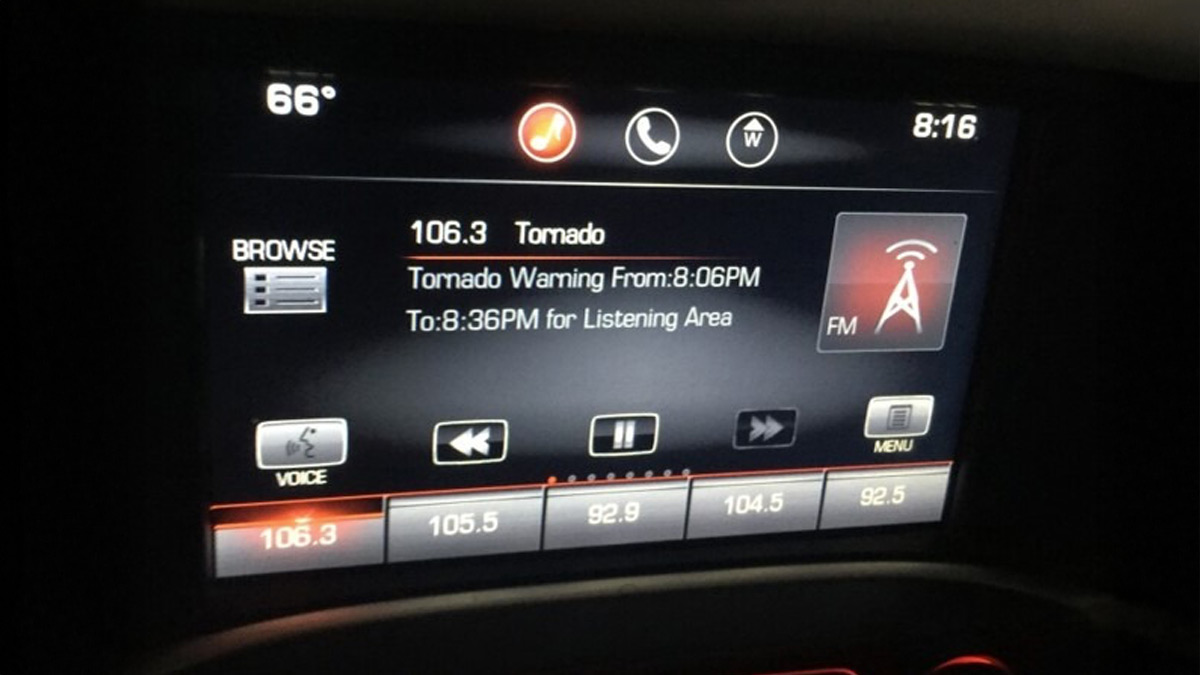 66°
W
8:16
BROWSE
106.3 Tornado
Tornado Warning From:8:06PM
To:8:36PM for Listening Area
FM
VOICE
MENU
106.3
105.5
92.9
104.5
92.5